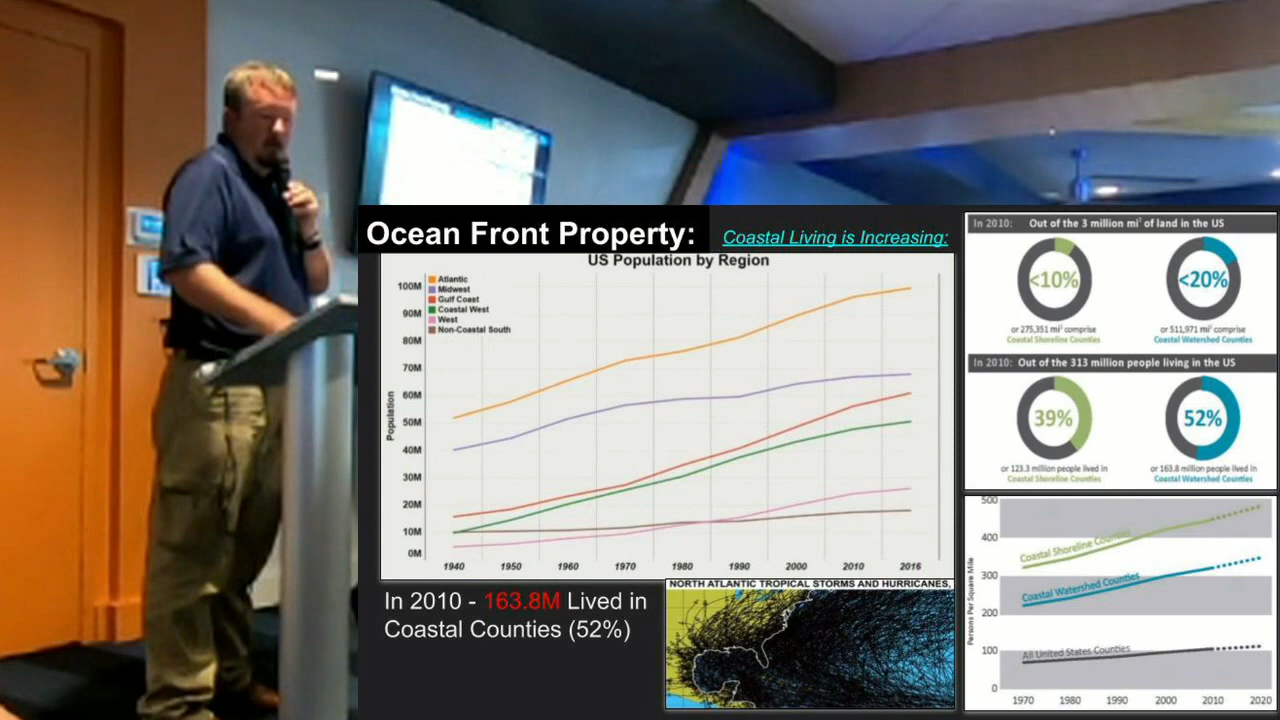 Ocean Front Property:
Coastal Living is Increasing:
US Population by Region
Atlantic
Midwest
Gulf Coast
Coastal West
West
Non-Coastal South
Population
100M
90M
80M
70M
60M
50M
40M
30M
20M
10M
0M
1940
1950
1960
1970
1980
1990
2000
2010
2016
In 2010 - 163.8M Lived in
Coastal Counties (52%)
NORTH ATLANTIC TROPICAL STORMS AND HURRICANES,
In 2010: Out of the 3 million mi² of land in the US
<10%
<20%
or 275,351 mi² comprise
Coastal Shoreline Counties
or 511,971 mi² comprise
Coastal Watershed Counties
In 2010: Out of the 313 million people living in the US
39%
52%
or 123.3 million people lived in
Coastal Shoreline Counties
or 163.8 million people lived in
Coastal Watershed Counties
Persons Per Square Mile
500
400
300
200
100
0
Coastal Shoreline Counties
Coastal Watershed Counties
All United States Counties
1970
1980
1990
2000
2010
2020